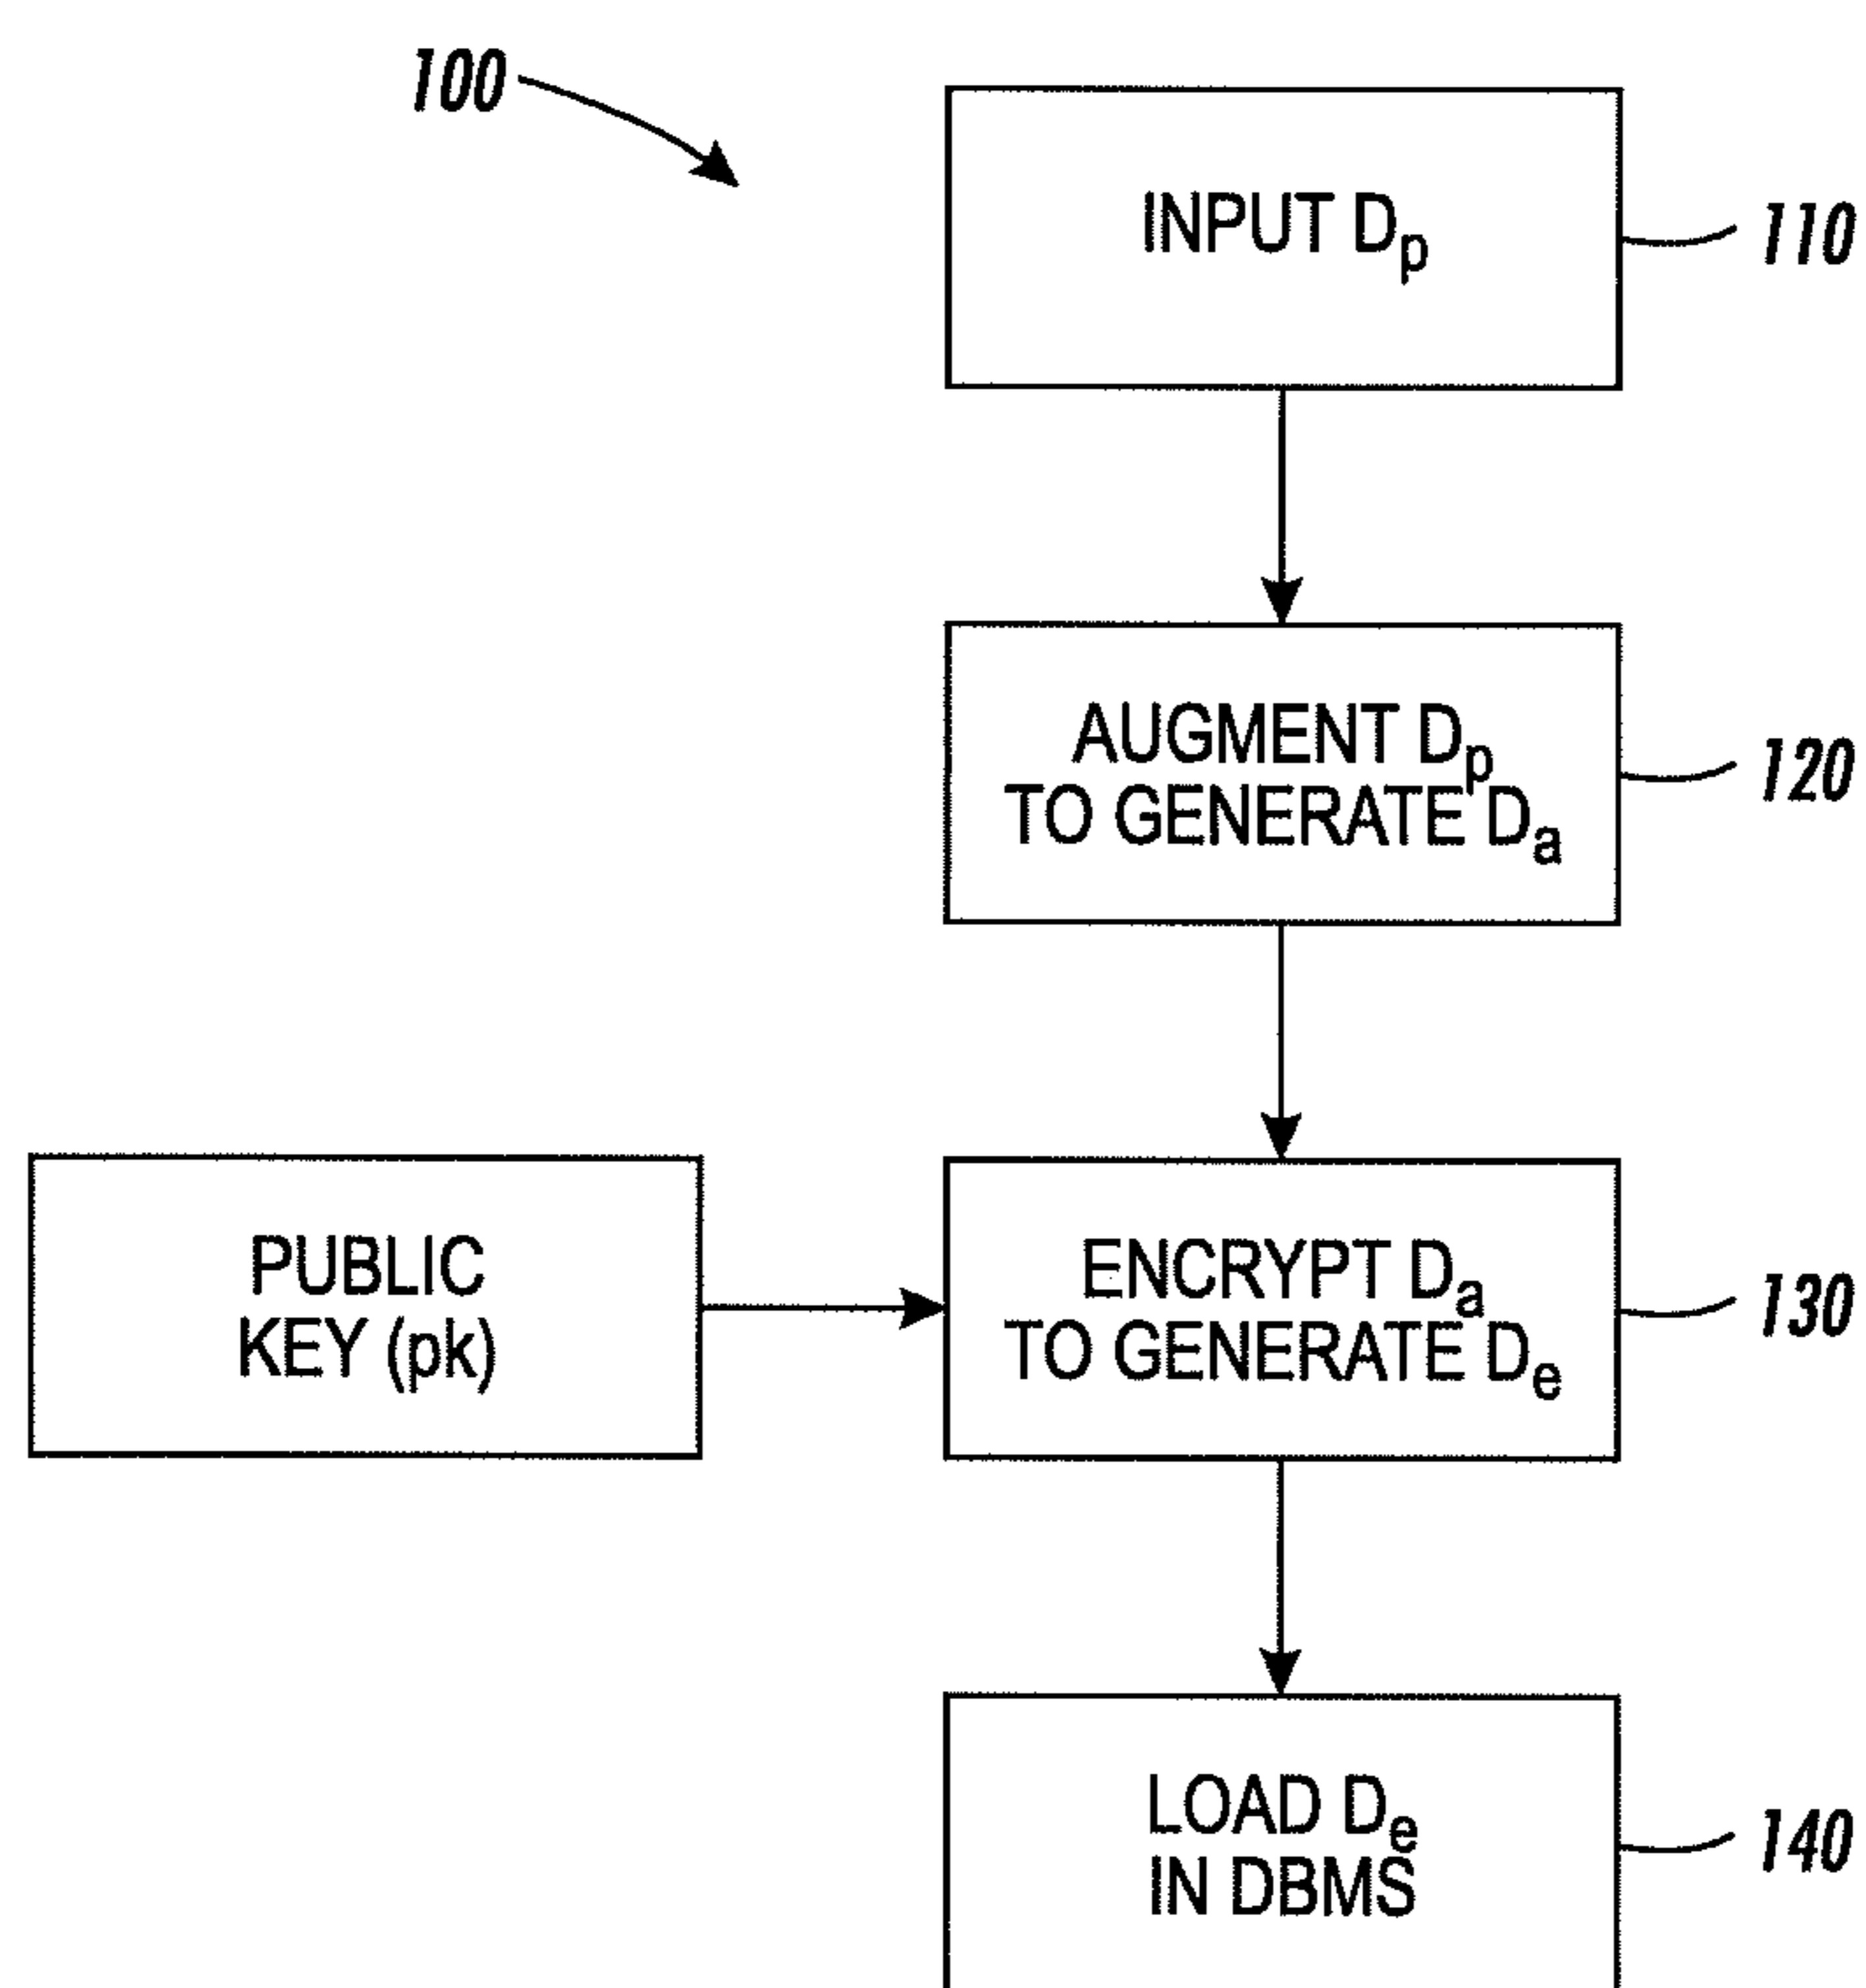 100
INPUT Dp
110
AUGMENT Dp
TO GENERATE Da
120
PUBLIC
KEY (pk)
ENCRYPT Da
TO GENERATE De
130
LOAD De
IN DBMS
140